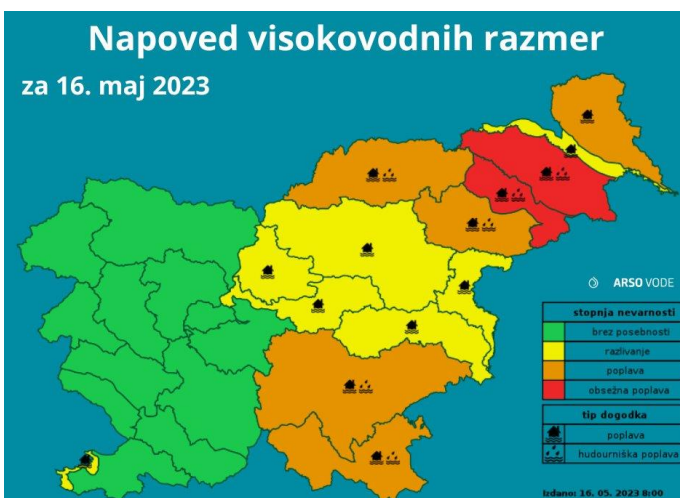 Napoved visokovodnih razmer
za 16. maj 2023
ARSO VODE
stopnja nevarnosti
brez posebnosti
razlivanje
poplava
obsežna poplava
tip dogodka
poplava
hudourniška poplava
Izdano: 16. 05. 2023 8:00